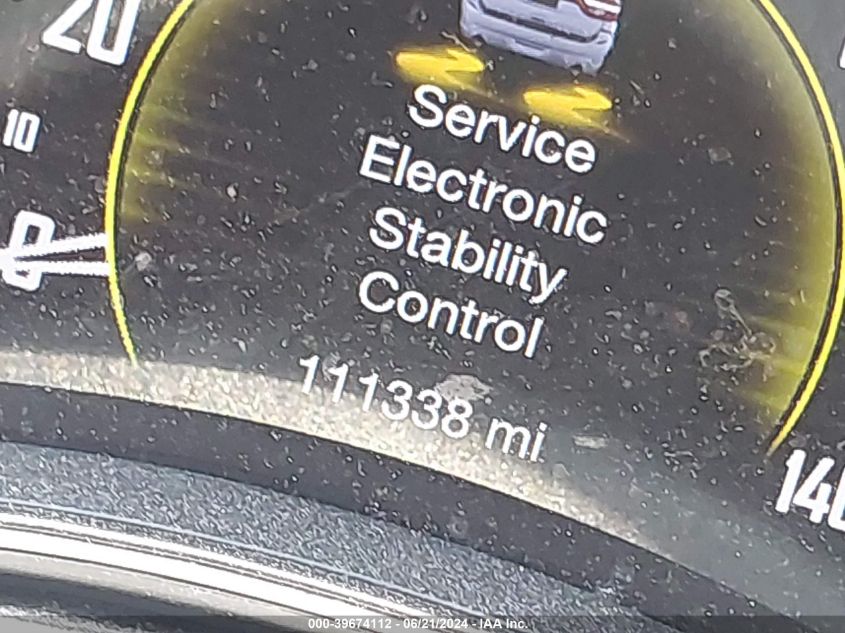 20
10
0
Service
Electronic
Stability
Control
111338 mi
140
000-39674112 - 06/21/2024 - IAA Inc.